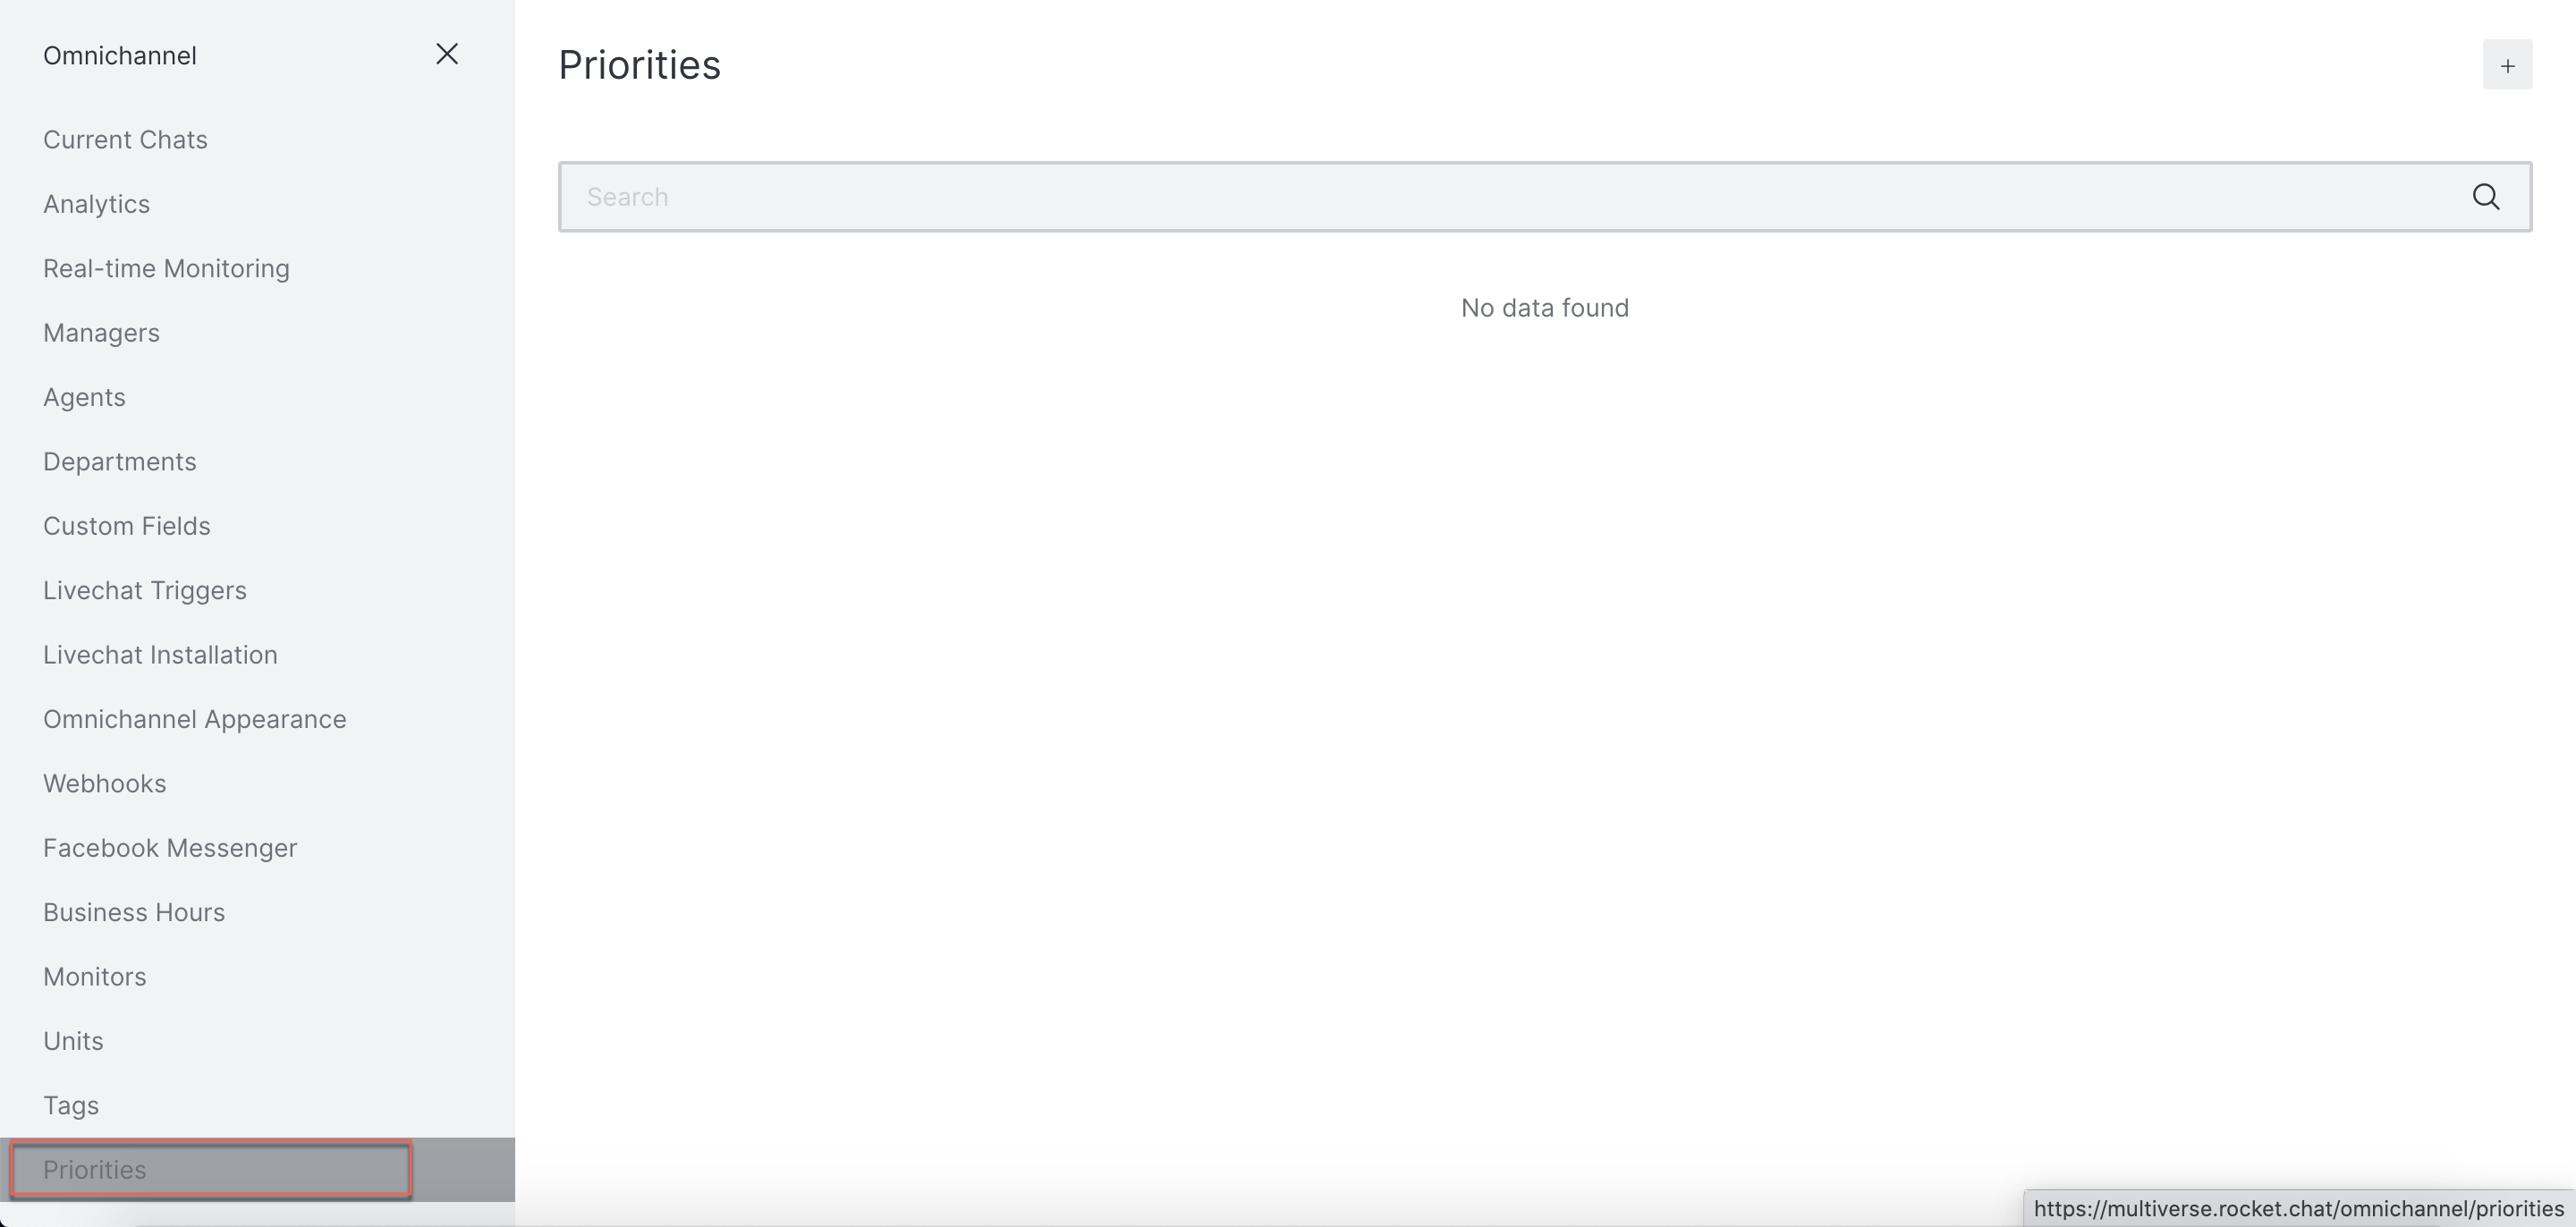 Omnichannel
Current Chats
Analytics
Real-time Monitoring
Managers
Agents
Departments
Custom Fields
Livechat Triggers
Livechat Installation
Omnichannel Appearance
Webhooks
Facebook Messenger
Business Hours
Monitors
Units
Tags
Priorities
Priorities
Search
No data found
https://multiverse.rocket.chat/omnichannel/priorities